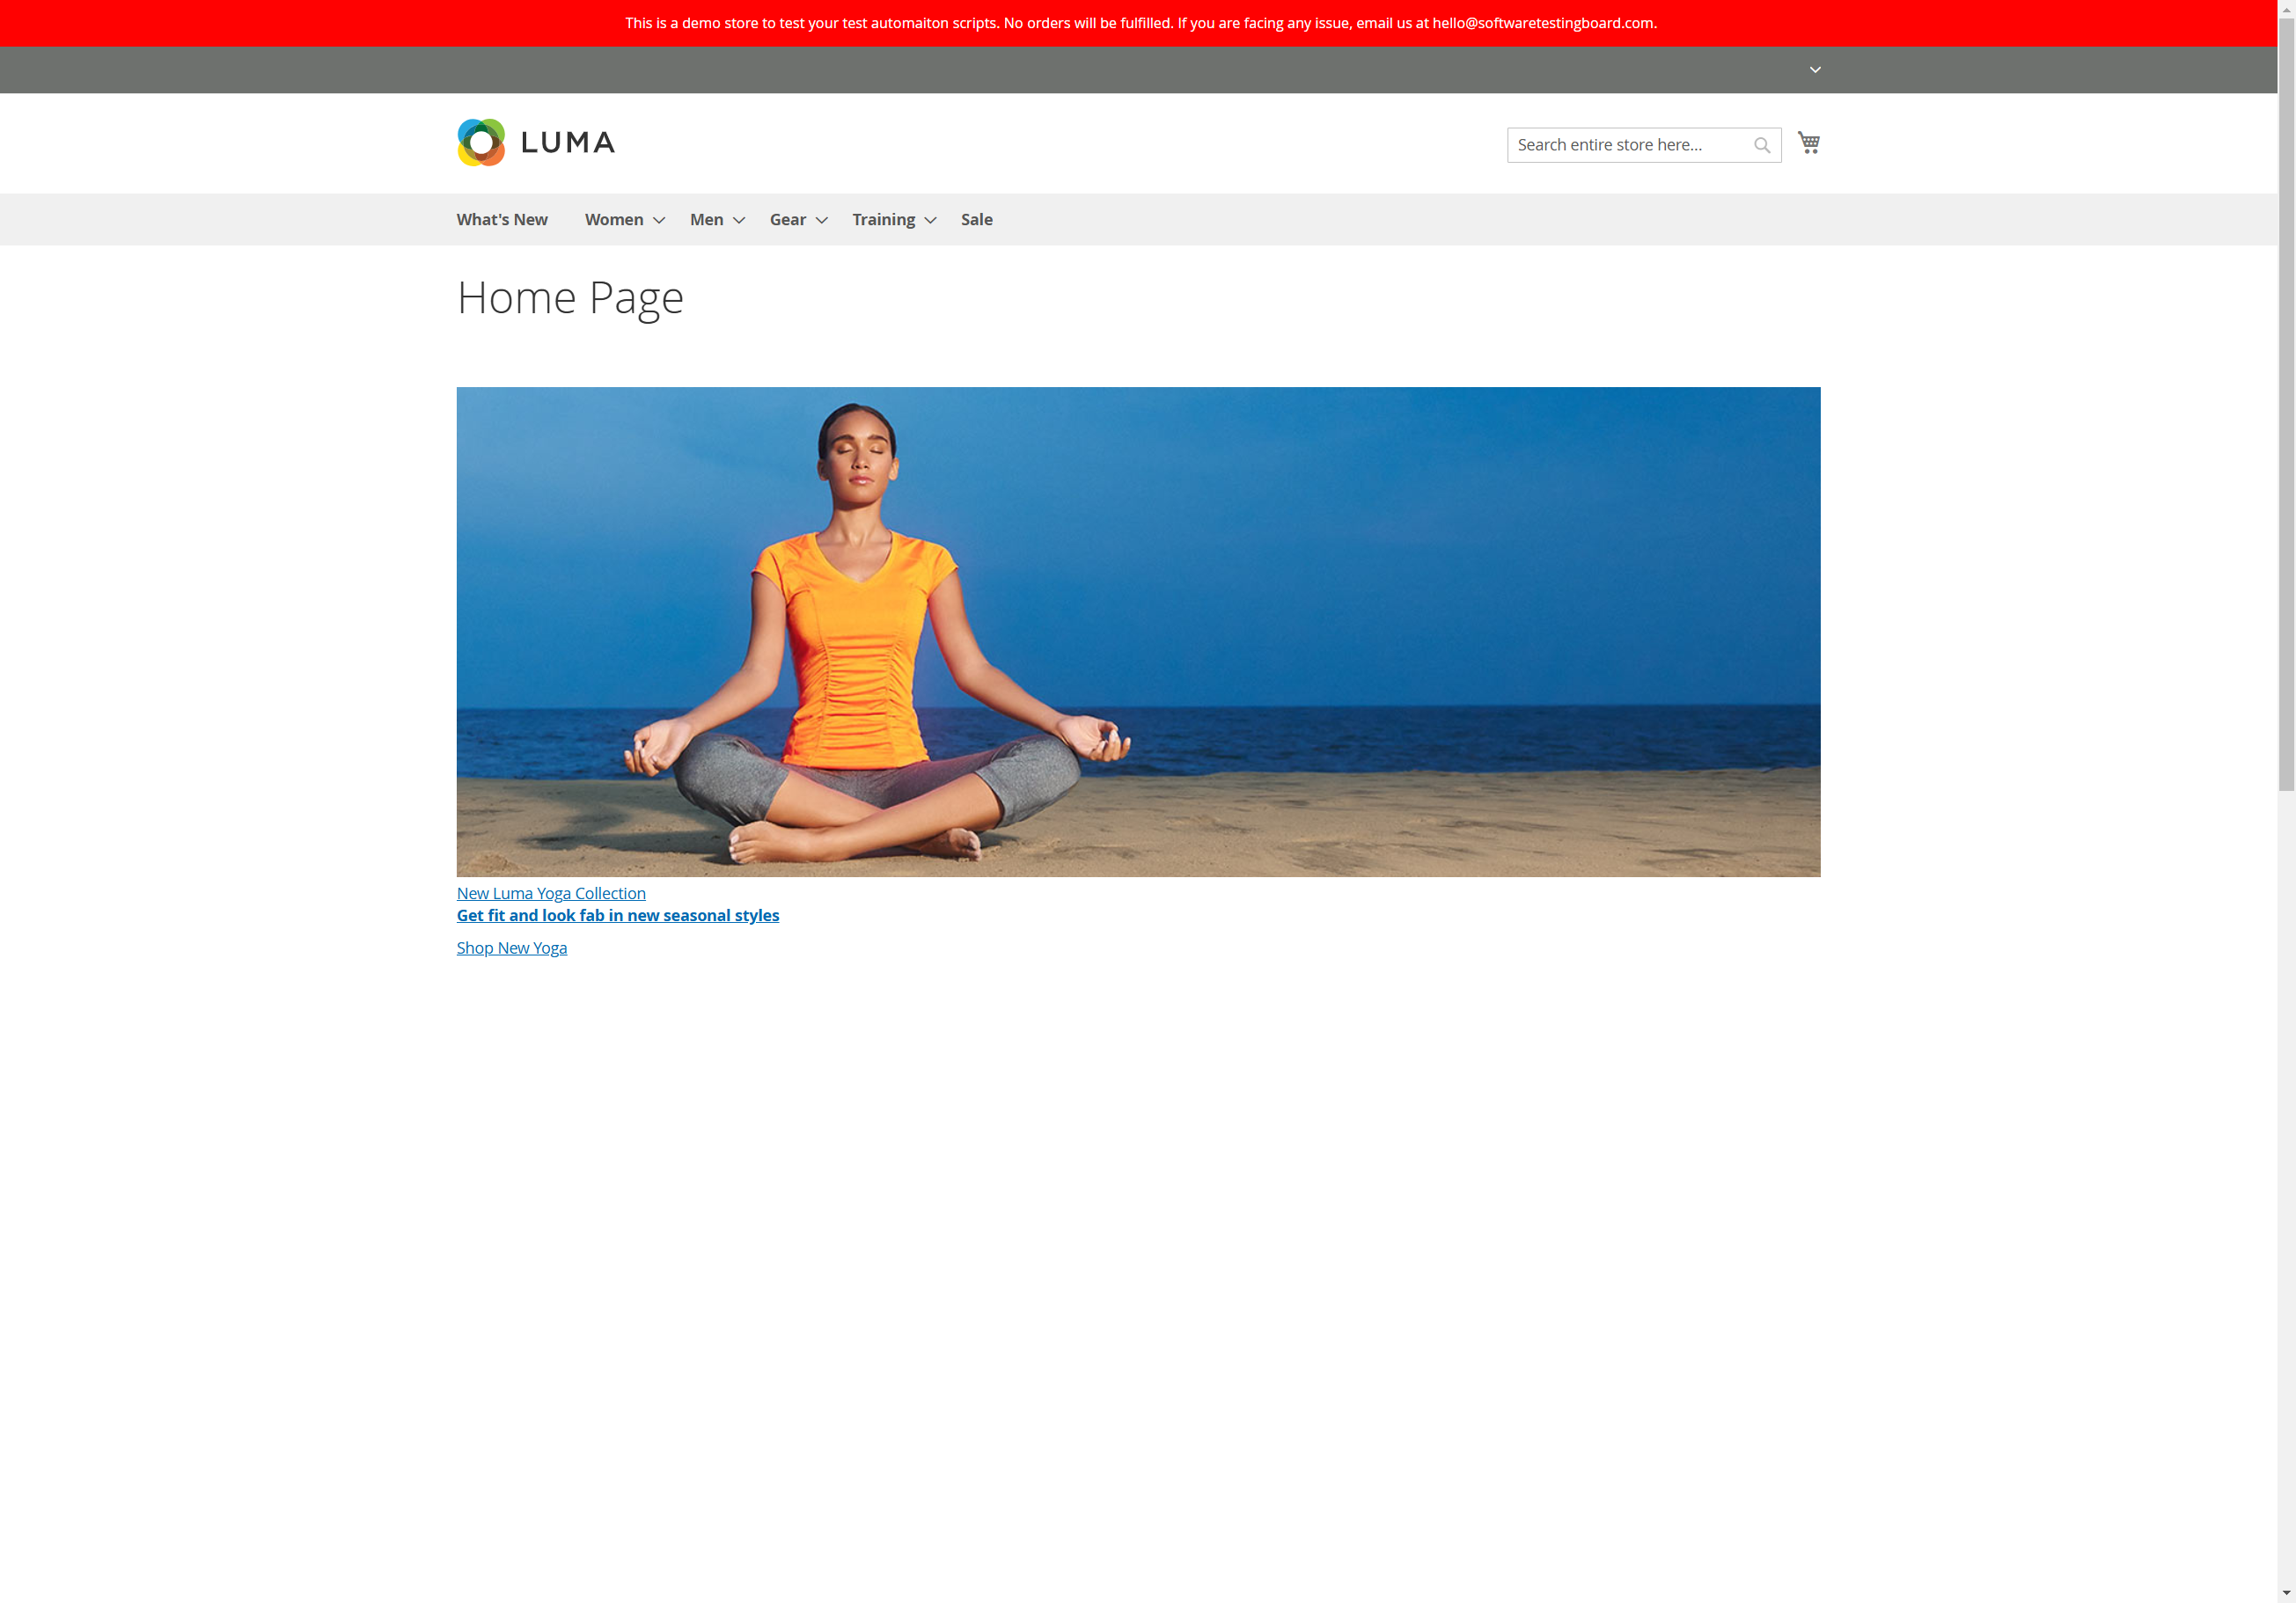 This is a demo store to test your test automaiton scripts. No orders will be fulfilled. If you are facing any issue, email us at hello@softwaretestingboard.com.
LUMA
Search entire store here...
What's New Women Men Gear Training Sale
Home Page
New Luma Yoga Collection
Get fit and look fab in new seasonal styles
Shop New Yoga